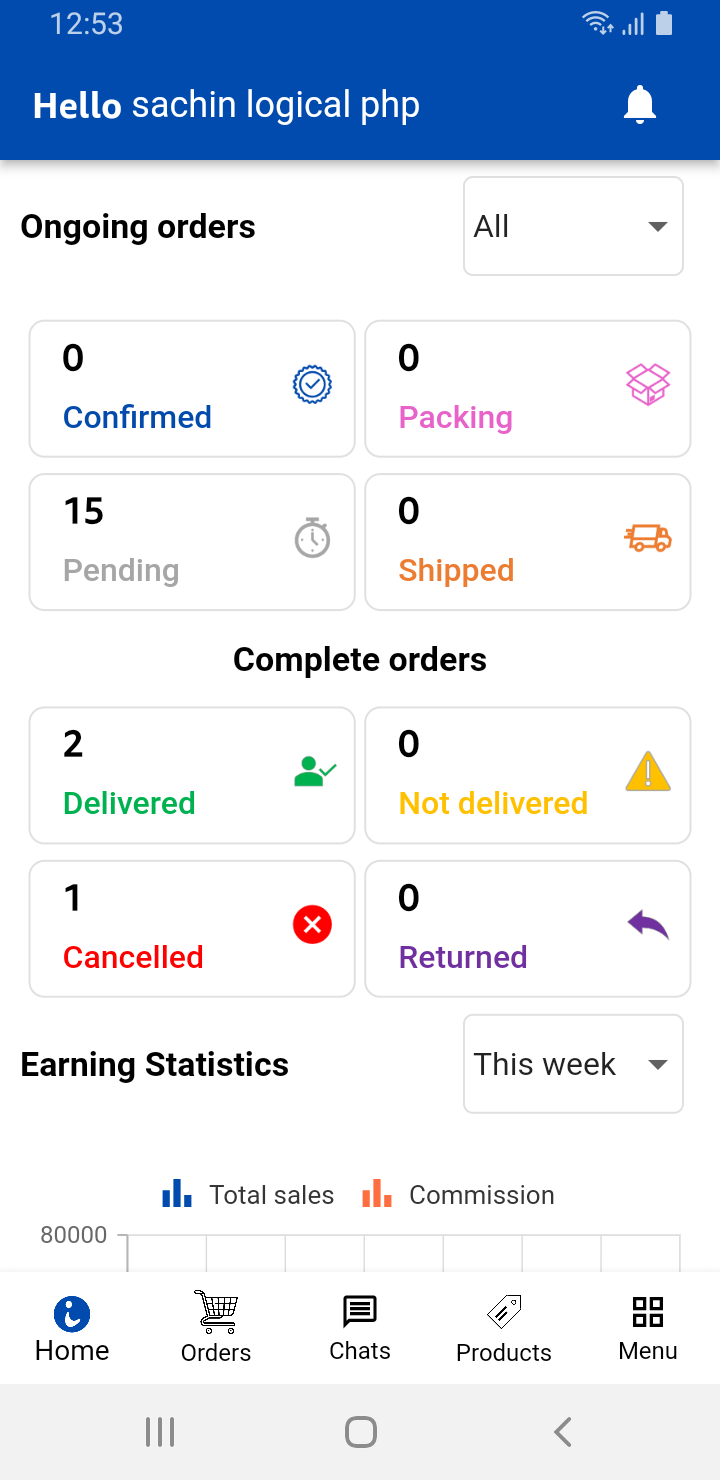 12:53
Hello sachin logical php
Ongoing orders
All
0
Confirmed
0
Packing
15
Pending
0
Shipped
Complete orders
2
Delivered
0
Not delivered
1
Cancelled
0
Returned
Earning Statistics
This week
Total sales
Commission
80000
Home
Orders
Chats
Products
Menu